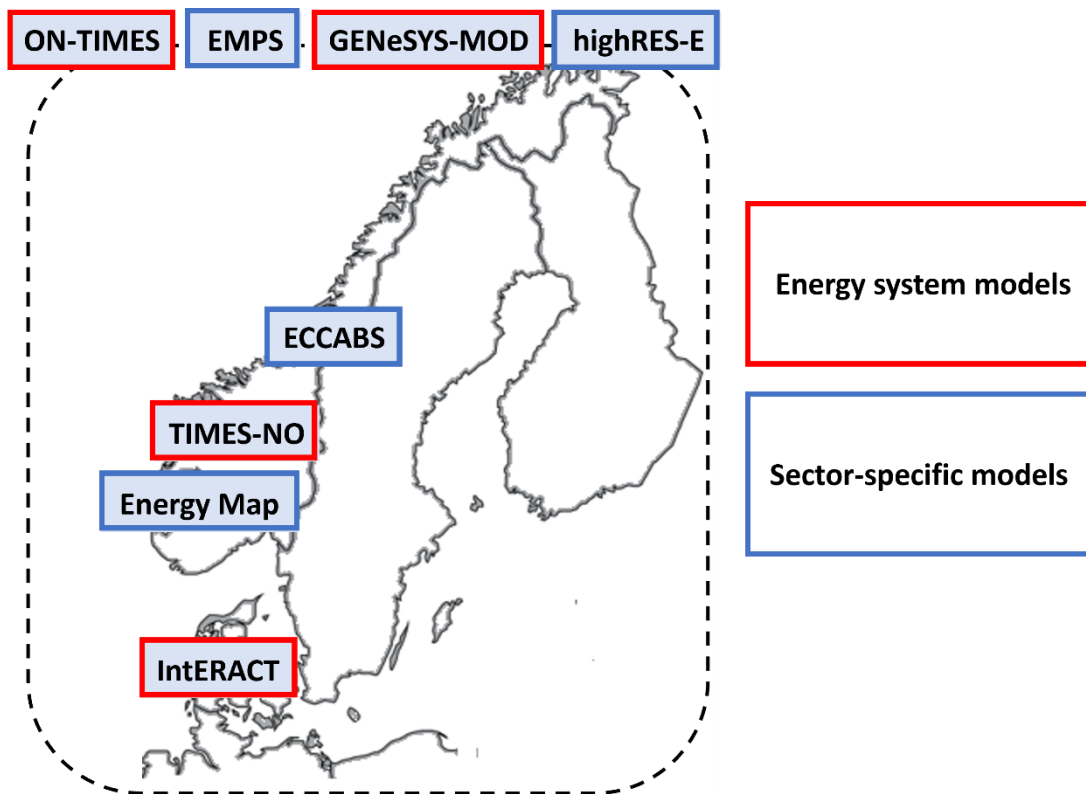 ON-TIMES
EMPS
GENeSYS-MOD
highRES-E
Energy system models
ECCABS
TIMES-NO
Sector-specific models
Energy Map
IntERACT